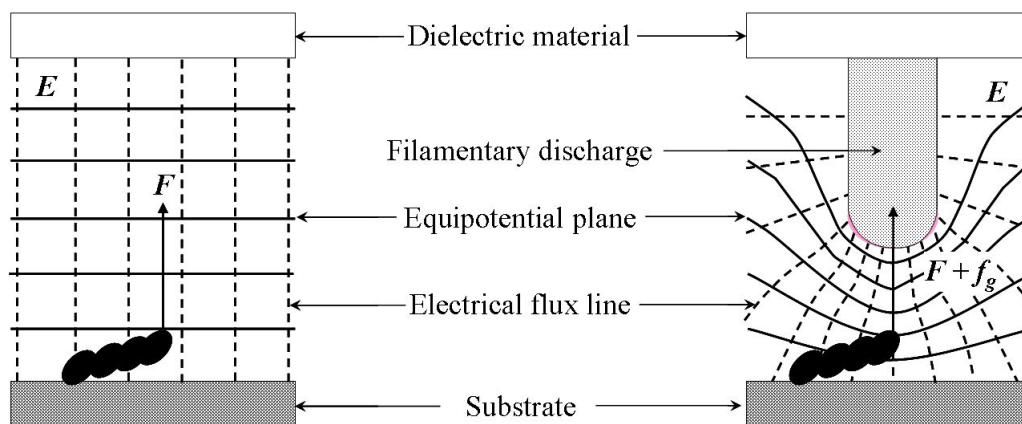 Dielectric material
E
E
Filamentary discharge
F
Equipotential plane
F + f_g
Electrical flux line
Substrate